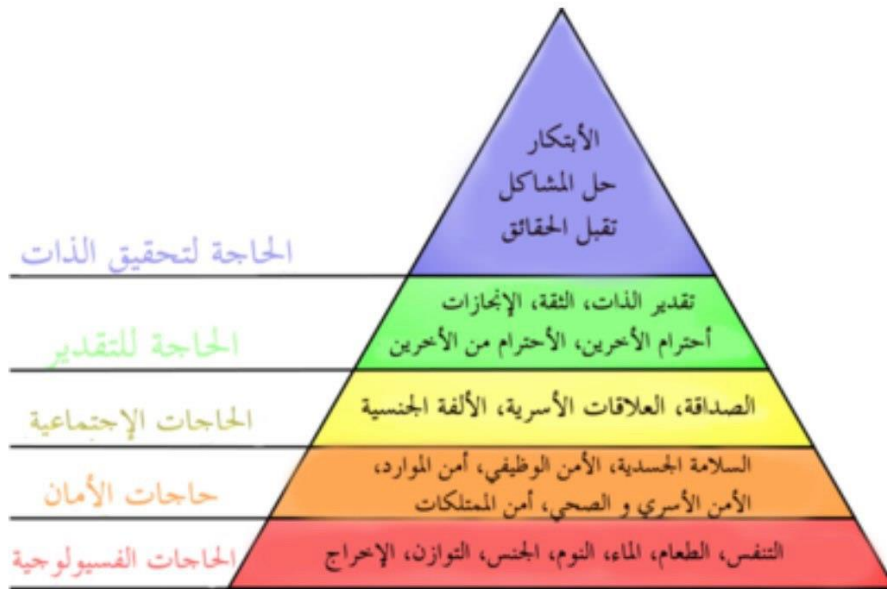 الأبتكار
حل المشاكل
تقبل الحقائق
الحاجة لتحقيق الذات
تقدير الذات، الثقة، الإنجازات
أحترام الأخرين، الأحترام من الأخرين
الحاجة للتقدير
الصداقة، العلاقات الأسرية، الألفة الجنسية
الحاجات الإجتماعية
السلامة الجسدية، الأمن الوظيفي، أمن الموارد،
الأمن الأسري و الصحي، أمن الممتلكات
حاجات الأمان
التنفس، الطعام، الماء، النوم، الجنس، التوازن، الإخراج
الحاجات الفسيولوجية